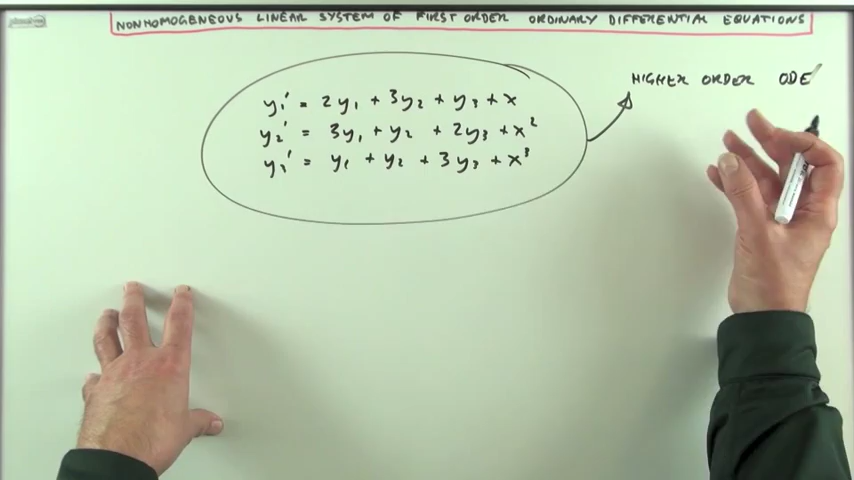 NONHOMOGENEOUS LINEAR SYSTEM OF FIRST ORDER ORDINARY DIFFERENTIAL EQUATIONS
HIGHER ORDER ODE
y₁' = 2y₁ + 3y₂ + y₃ + x
y₂' = 3y₁ + y₂ + 2y₃ + x²
y₃' = y₁ + y₂ + 3y₃ + x³